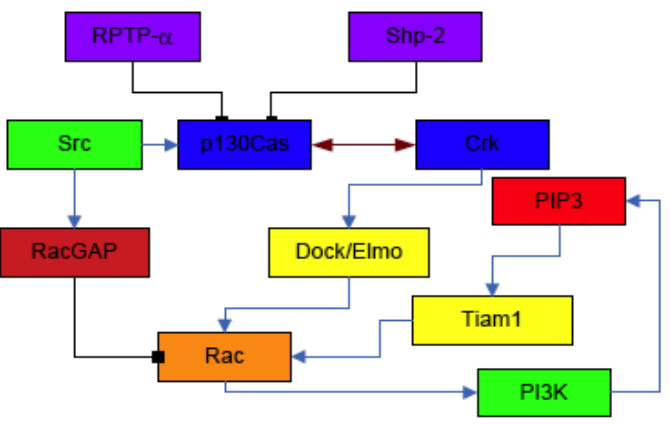 RPTP-α
Shp-2
Src
p130Cas
Crk
PIP3
RacGAP
Dock/Elmo
Tiam1
Rac
PI3K